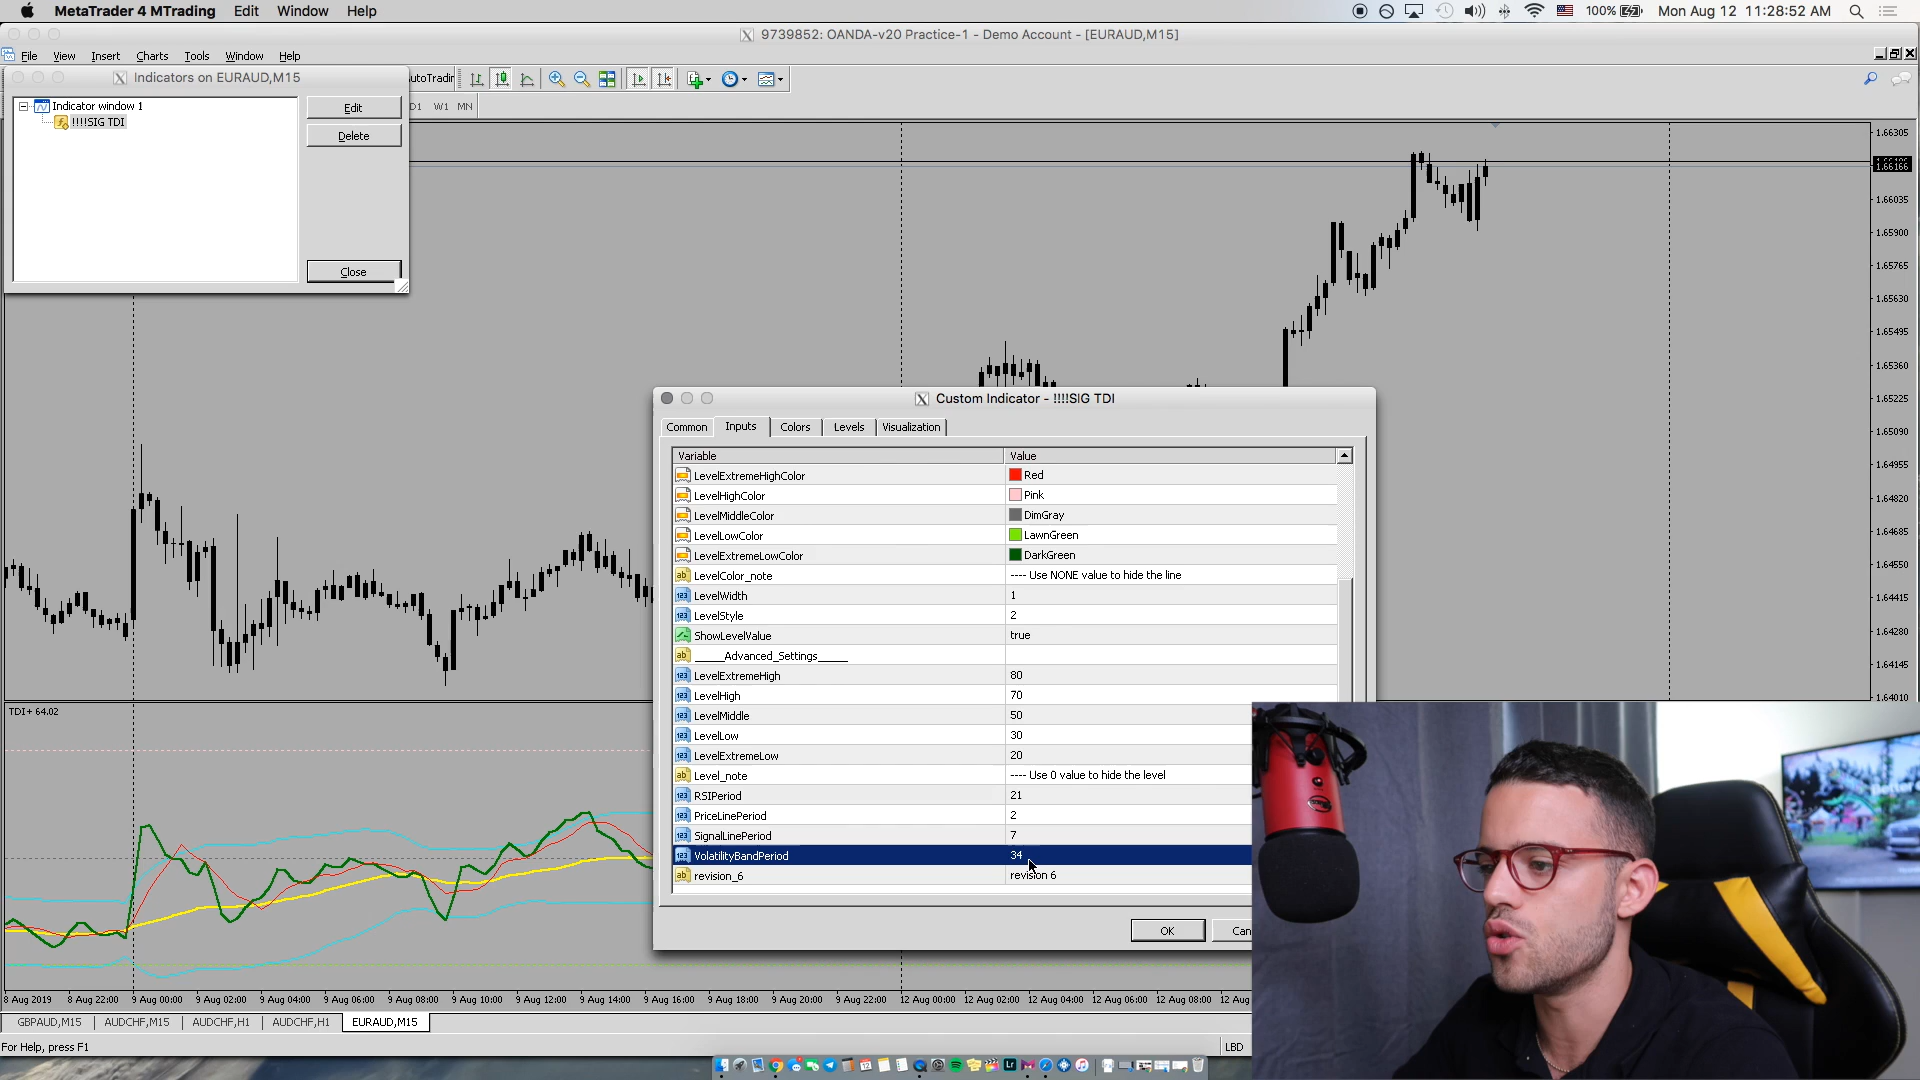 MetaTrader 4 MTrading Edit Window Help 100% Mon Aug 12 11:28:52 AM
9739852: OANDA-v20 Practice-1 - Demo Account - [EURAUD,M15]
File View Insert Charts Tools Window Help
Indicators on EURAUD,M15
Indicator window 1
!!!!SIG TDI
Edit
Delete
Close
D1 W1 MN
1.66305
1.66166
1.66035
1.65900
1.65765
1.65630
1.65495
1.65360
1.65225
1.65090
1.64955
1.64820
1.64685
1.64550
1.64415
1.64280
1.64145
1.64010
Custom Indicator - !!!!SIG TDI
Common Inputs Colors Levels Visualization
Variable Value
LevelExtremeHighColor Red
LevelHighColor Pink
LevelMiddleColor DimGray
LevelLowColor LawnGreen
LevelExtremeLowColor DarkGreen
LevelColor_note ---- Use NONE value to hide the line
LevelWidth 1
LevelStyle 2
ShowLevelValue true
_____Advanced_Settings_____
LevelExtremeHigh 80
LevelHigh 70
LevelMiddle 50
LevelLow 30
LevelExtremeLow 20
Level_note ---- Use 0 value to hide the level
RSIPeriod 21
PriceLinePeriod 2
SignalLinePeriod 7
VolatilityBandPeriod 34
revision_6 revision 6
OK Can
TDI+ 64.02
8 Aug 2019 8 Aug 22:00 9 Aug 00:00 9 Aug 02:00 9 Aug 04:00 9 Aug 06:00 9 Aug 08:00 9 Aug 10:00 9 Aug 12:00 9 Aug 14:00 9 Aug 16:00 9 Aug 18:00 9 Aug 20:00 9 Aug 22:00 12 Aug 00:00 12 Aug 02:00 12 Aug 04:00 12 Aug 06:00 12 Aug 08:00 12 Aug
GBPAUD,M15 AUDCHF,M15 AUDCHF,H1 AUDCHF,H1 EURAUD,M15
For Help, press F1
LBD